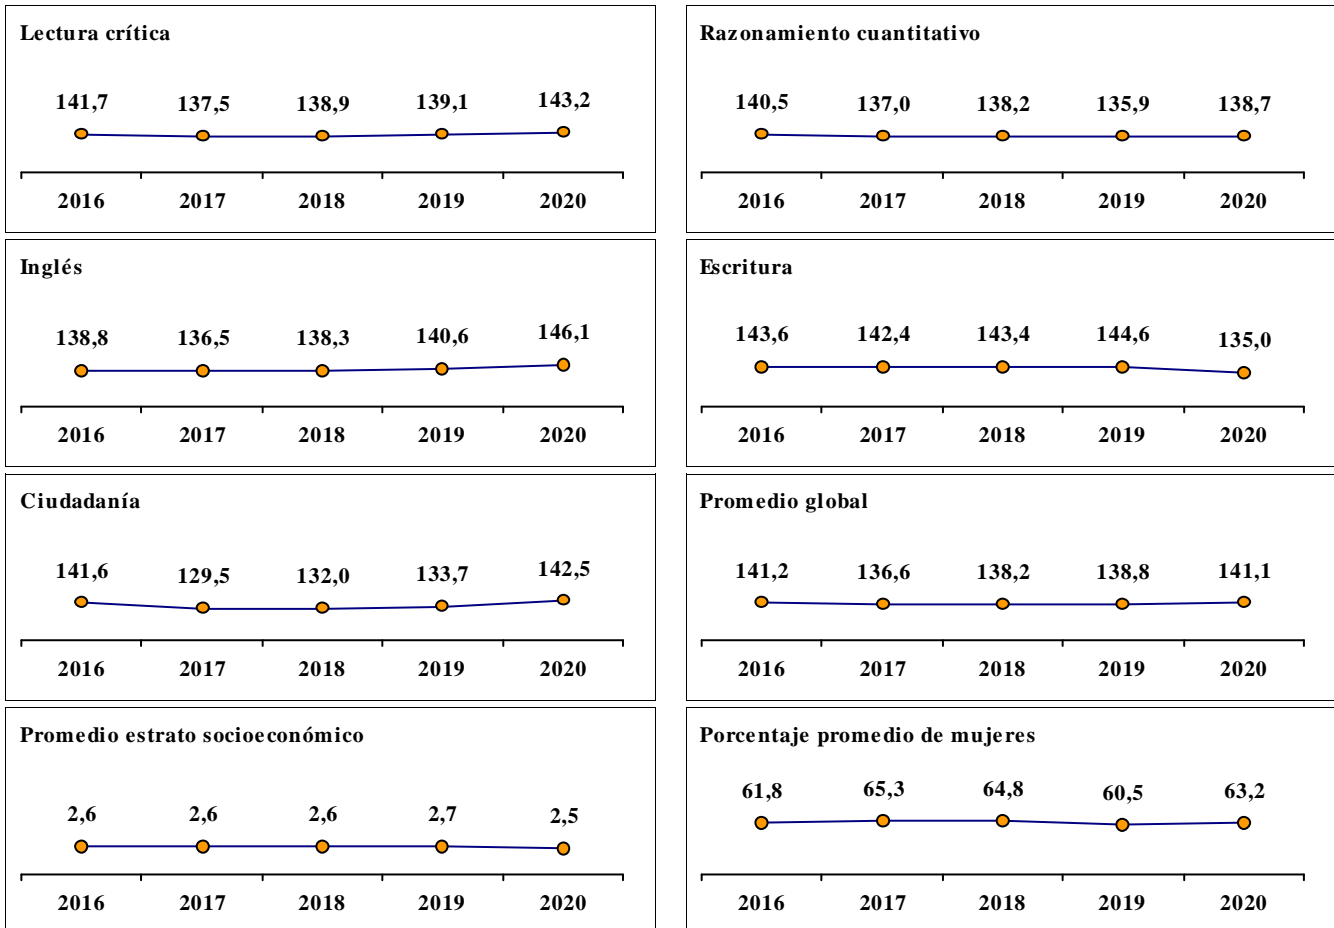 Lectura crítica
141,7 137,5 138,9 139,1 143,2
2016 2017 2018 2019 2020
Razonamiento cuantitativo
140,5 137,0 138,2 135,9 138,7
2016 2017 2018 2019 2020
Inglés
138,8 136,5 138,3 140,6 146,1
2016 2017 2018 2019 2020
Escritura
143,6 142,4 143,4 144,6 135,0
2016 2017 2018 2019 2020
Ciudadanía
141,6 129,5 132,0 133,7 142,5
2016 2017 2018 2019 2020
Promedio global
141,2 136,6 138,2 138,8 141,1
2016 2017 2018 2019 2020
Promedio estrato socioeconómico
2,6 2,6 2,6 2,7 2,5
2016 2017 2018 2019 2020
Porcentaje promedio de mujeres
61,8 65,3 64,8 60,5 63,2
2016 2017 2018 2019 2020